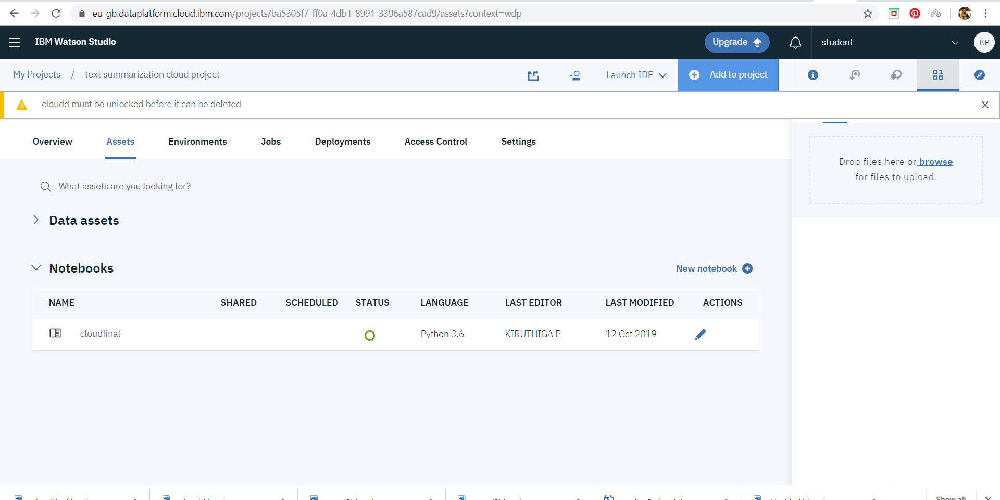 eu-gb.dataplatform.cloud.ibm.com/projects/ba5305f7-ff0a-4db1-8991-3396a587cad9/assets?context=wdp
IBM Watson Studio
Upgrade
student
KP
My Projects / text summarization cloud project
Launch IDE
Add to project
cloudd must be unlocked before it can be deleted
Overview
Assets
Environments
Jobs
Deployments
Access Control
Settings
Drop files here or browse
for files to upload.
What assets are you looking for?
Data assets
Notebooks
New notebook
NAME SHARED SCHEDULED STATUS LANGUAGE LAST EDITOR LAST MODIFIED ACTIONS
cloudfinal Python 3.6 KIRUTHIGA P 12 Oct 2019
Show all